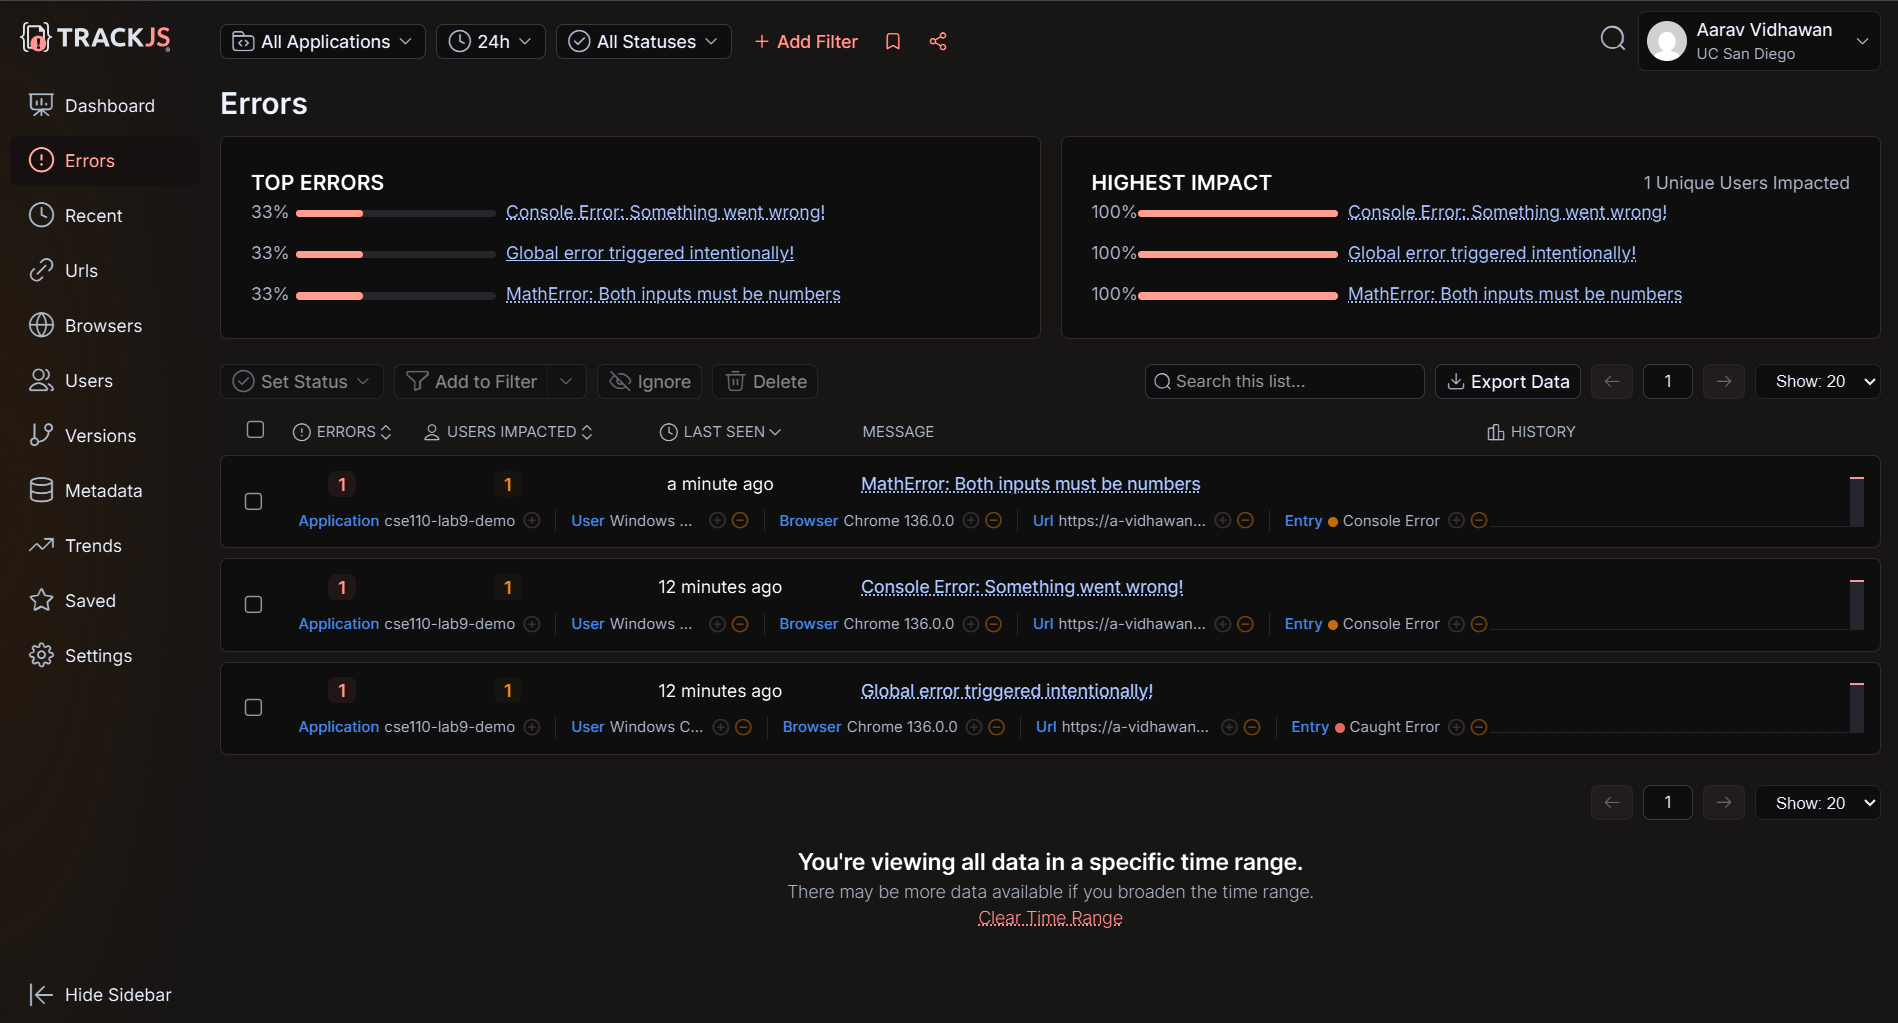 TRACKJS
All Applications
24h
All Statuses
+ Add Filter
Aarav Vidhawan
UC San Diego
Dashboard
Errors
Recent
Urls
Browsers
Users
Versions
Metadata
Trends
Saved
Settings
Hide Sidebar
Errors
TOP ERRORS
33% Console Error: Something went wrong!
33% Global error triggered intentionally!
33% MathError: Both inputs must be numbers
HIGHEST IMPACT 1 Unique Users Impacted
100% Console Error: Something went wrong!
100% Global error triggered intentionally!
100% MathError: Both inputs must be numbers
Set Status Add to Filter Ignore Delete Search this list... Export Data 1 Show: 20
ERRORS USERS IMPACTED LAST SEEN MESSAGE HISTORY
1 1 a minute ago MathError: Both inputs must be numbers
Application cse110-lab9-demo User Windows ... Browser Chrome 136.0.0 Url https://a-vidhawan... Entry Console Error
1 1 12 minutes ago Console Error: Something went wrong!
Application cse110-lab9-demo User Windows ... Browser Chrome 136.0.0 Url https://a-vidhawan... Entry Console Error
1 1 12 minutes ago Global error triggered intentionally!
Application cse110-lab9-demo User Windows C... Browser Chrome 136.0.0 Url https://a-vidhawan... Entry Caught Error
1 Show: 20
You're viewing all data in a specific time range.
There may be more data available if you broaden the time range.
Clear Time Range